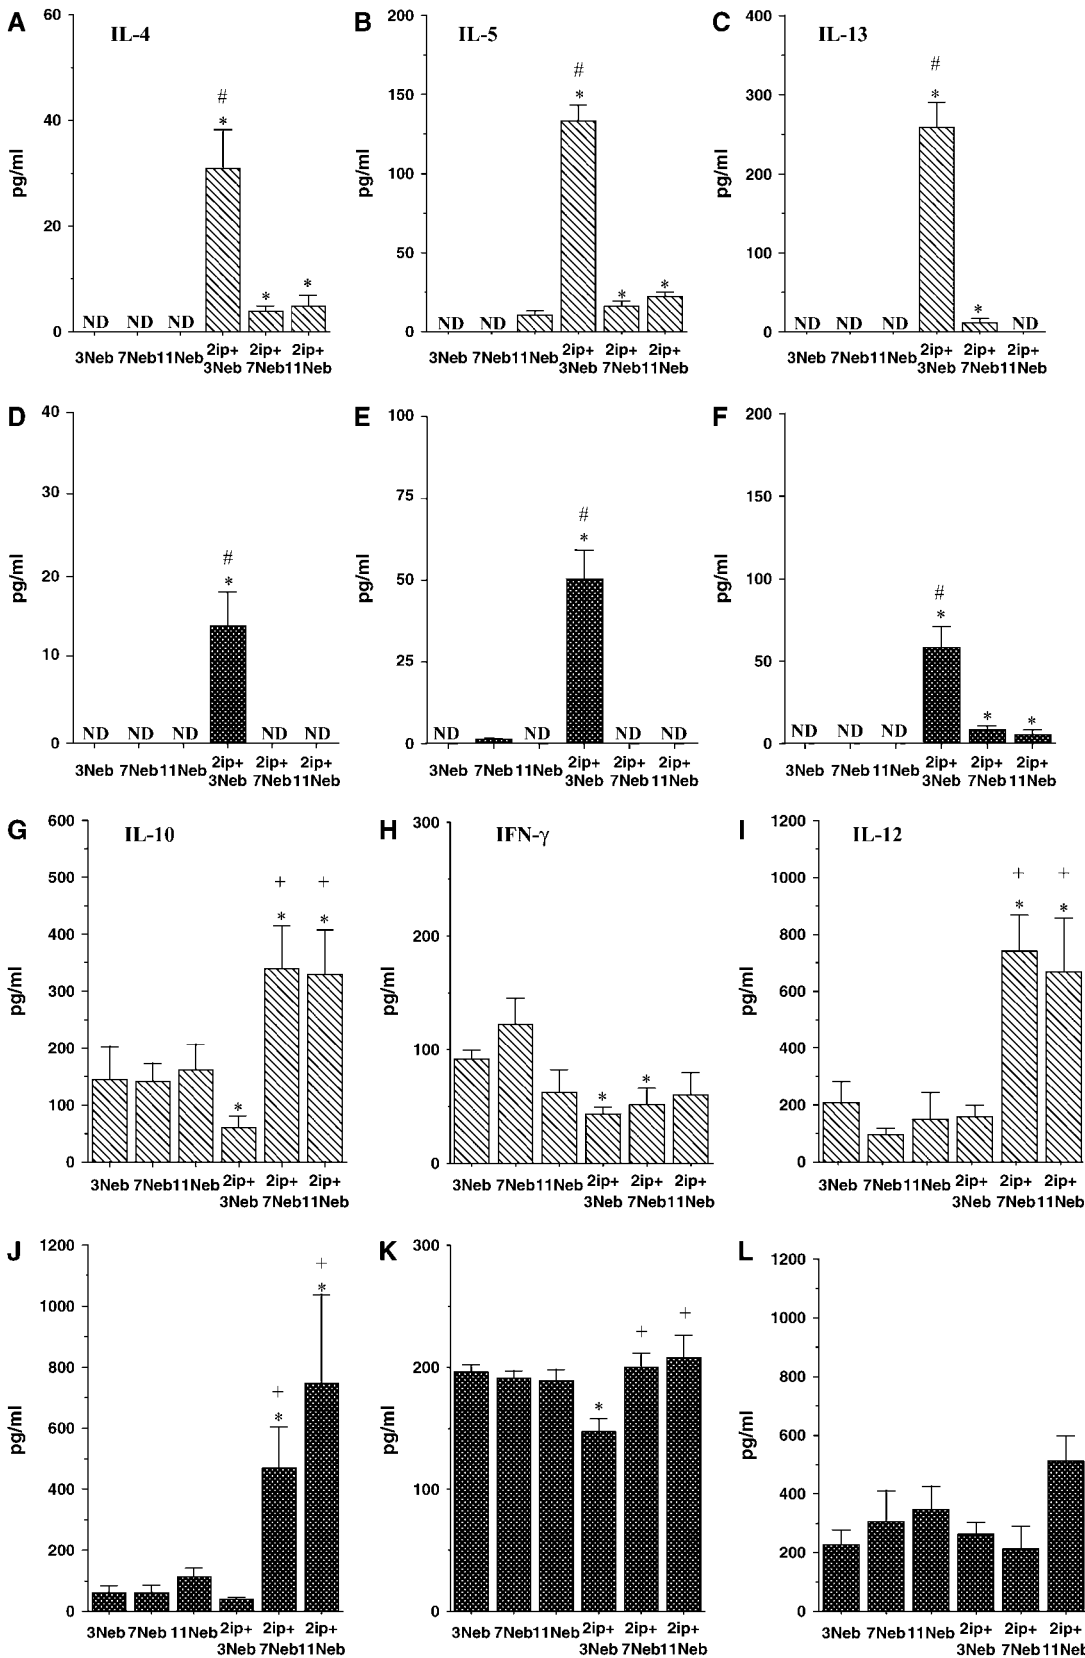 A
IL-4
pg/ml
60
40
20
0
#
*
*
*
ND ND ND
3Neb 7Neb 11Neb 2ip+ 2ip+ 2ip+
3Neb 7Neb 11Neb
B
IL-5
pg/ml
200
150
100
50
0
#
*
*
*
ND ND
3Neb 7Neb 11Neb 2ip+ 2ip+ 2ip+
3Neb 7Neb 11Neb
C
IL-13
pg/ml
400
300
200
100
0
#
*
*
ND ND ND ND
3Neb 7Neb 11Neb 2ip+ 2ip+ 2ip+
3Neb 7Neb 11Neb
D
pg/ml
40
30
20
10
0
#
*
ND ND ND ND ND
3Neb 7Neb 11Neb 2ip+ 2ip+ 2ip+
3Neb 7Neb 11Neb
E
pg/ml
100
75
50
25
0
#
*
ND ND ND ND
3Neb 7Neb 11Neb 2ip+ 2ip+ 2ip+
3Neb 7Neb 11Neb
F
pg/ml
200
150
100
50
0
#
*
*
*
ND ND ND
3Neb 7Neb 11Neb 2ip+ 2ip+ 2ip+
3Neb 7Neb 11Neb
G
IL-10
pg/ml
600
500
400
300
200
100
0
+ +
* *
*
3Neb 7Neb 11Neb 2ip+ 2ip+ 2ip+
3Neb 7Neb 11Neb
H
IFN-γ
pg/ml
300
200
100
0
* *
3Neb 7Neb 11Neb 2ip+ 2ip+ 2ip+
3Neb 7Neb 11Neb
I
IL-12
pg/ml
1200
1000
800
600
400
200
0
+ +
* *
3Neb 7Neb 11Neb 2ip+ 2ip+ 2ip+
3Neb 7Neb 11Neb
J
pg/ml
1200
1000
800
600
400
200
0
+
*
+
*
3Neb 7Neb 11Neb 2ip+ 2ip+ 2ip+
3Neb 7Neb 11Neb
K
pg/ml
300
200
100
0
+
+
*
3Neb 7Neb 11Neb 2ip+ 2ip+ 2ip+
3Neb 7Neb 11Neb
L
pg/ml
1200
1000
800
600
400
200
0
3Neb 7Neb 11Neb 2ip+ 2ip+ 2ip+
3Neb 7Neb 11Neb